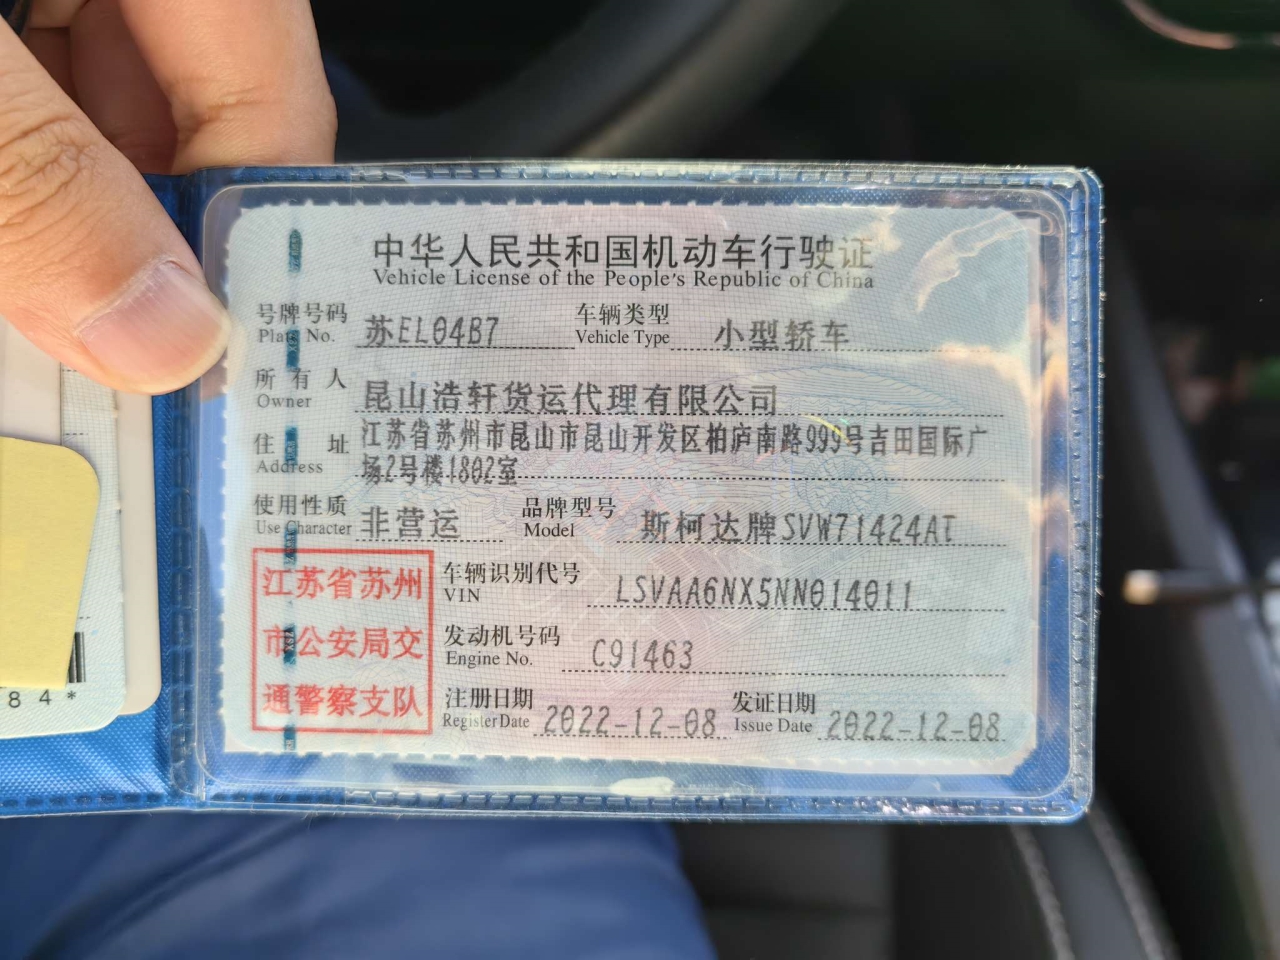 中华人民共和国机动车行驶证
Vehicle License of the People's Republic of China
号牌号码 苏EL04B7 车辆类型 小型轿车
Plate No. Vehicle Type
所有人 昆山浩轩货运代理有限公司
Owner
住址 江苏省苏州市昆山市昆山开发区柏庐南路999号吉田国际广
Address 场2号楼1802室
使用性质 非营运 品牌型号 斯柯达牌SVW71424AI
Use Character Model
江苏省苏州
市公安局交
通警察支队
车辆识别代号 LSVAA6NX5NN014011
VIN
发动机号码 C91463
Engine No.
注册日期 2022-12-08 发证日期 2022-12-08
Register Date Issue Date
84*